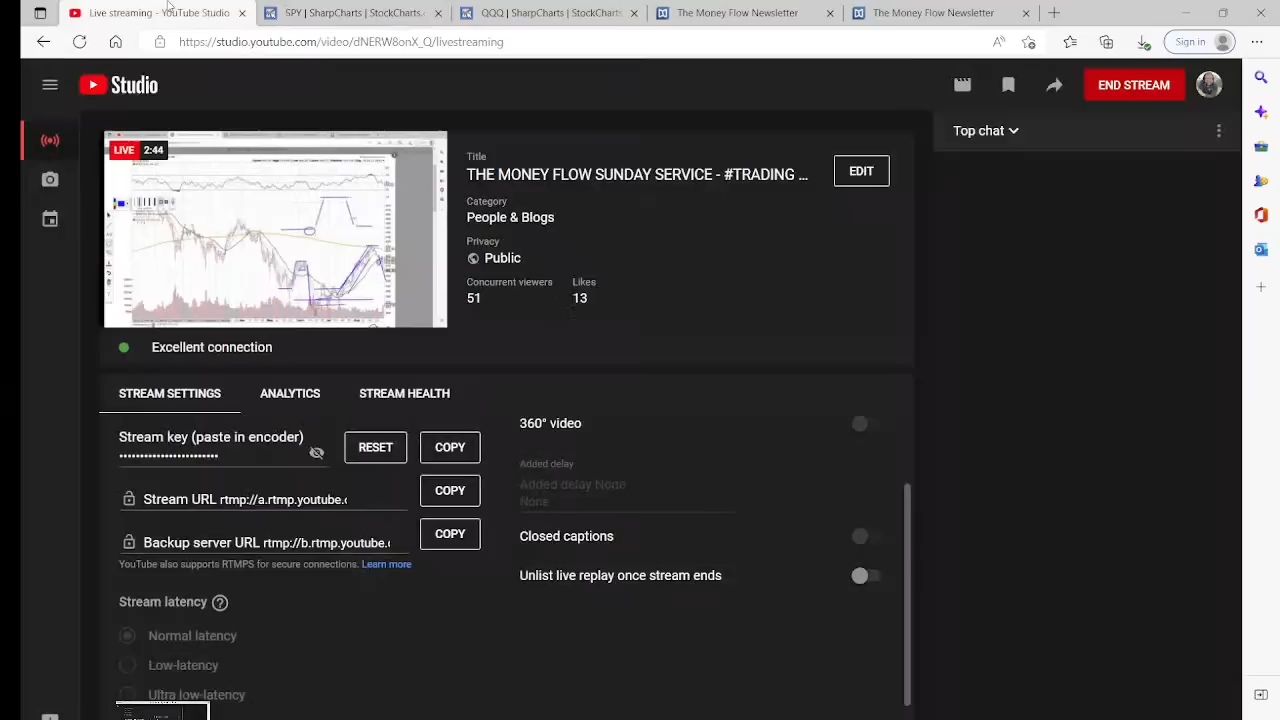 Live streaming - YouTube Studio
SPY | SharpCharts | StockCharts.
QQQ | SharpCharts | StockCharts
The Money Flow Newsletter
The Money Flow Newsletter
https://studio.youtube.com/video/dNERW8onX_Q/livestreaming
Sign in
Studio
END STREAM
LIVE 2:44
Title
THE MONEY FLOW SUNDAY SERVICE - #TRADING ...
EDIT
Category
People & Blogs
Privacy
Public
Concurrent viewers
51
Likes
13
Top chat
Excellent connection
STREAM SETTINGS
ANALYTICS
STREAM HEALTH
Stream key (paste in encoder)
••••••••••••••••••••••••
RESET
COPY
Stream URL rtmp://a.rtmp.youtube.c
COPY
Backup server URL rtmp://b.rtmp.youtube.
COPY
YouTube also supports RTMPS for secure connections. Learn more
Stream latency
Normal latency
Low-latency
Ultra low-latency
360° video
Added delay
Added delay None
None
Closed captions
Unlist live replay once stream ends